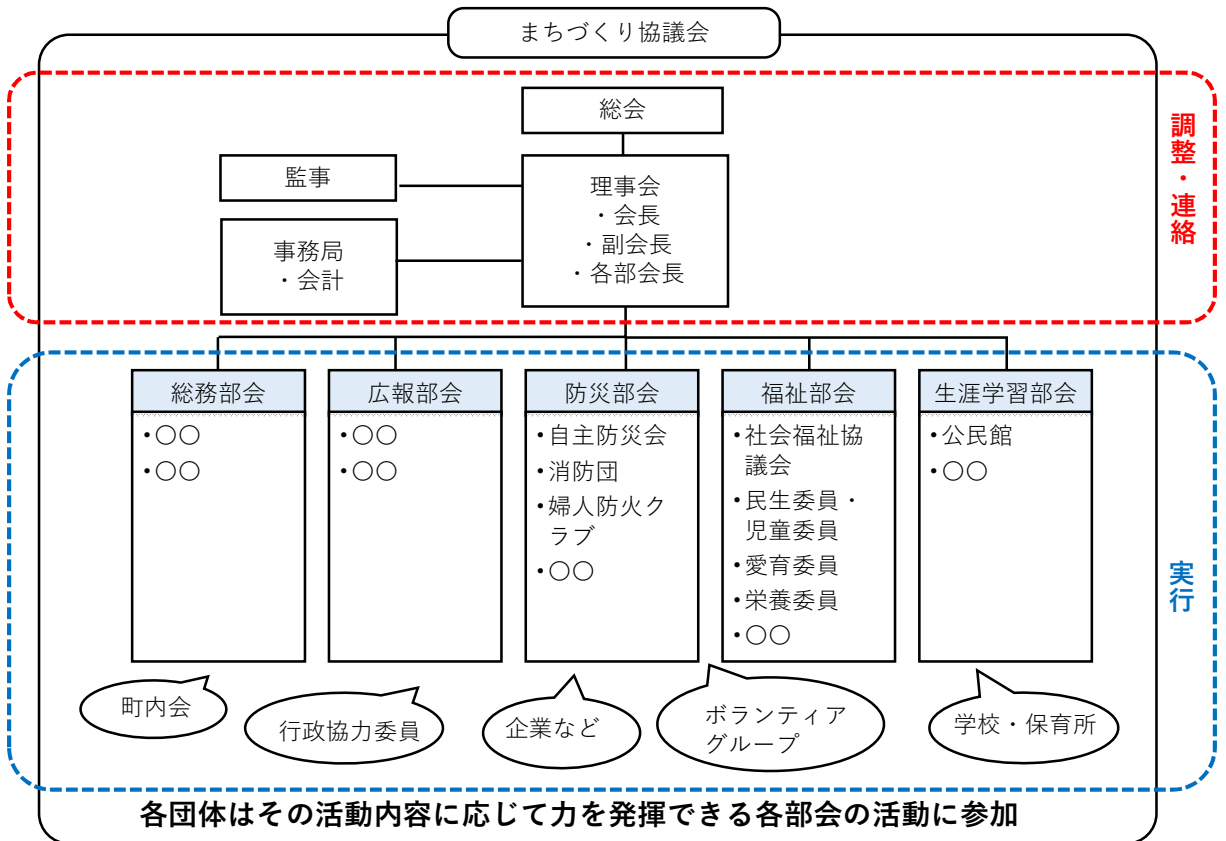 まちづくり協議会
調整・連絡
総会
監事
理事会
・会長
・副会長
・各部会長
事務局
・会計
実行
総務部会
・〇〇
・〇〇
広報部会
・〇〇
・〇〇
防災部会
・自主防災会
・消防団
・婦人防火ク
ラブ
・〇〇
福祉部会
・社会福祉協
議会
・民生委員・
児童委員
・愛育委員
・栄養委員
・〇〇
生涯学習部会
・公民館
・〇〇
町内会
行政協力委員
企業など
ボランティア
グループ
学校・保育所
各団体はその活動内容に応じて力を発揮できる各部会の活動に参加